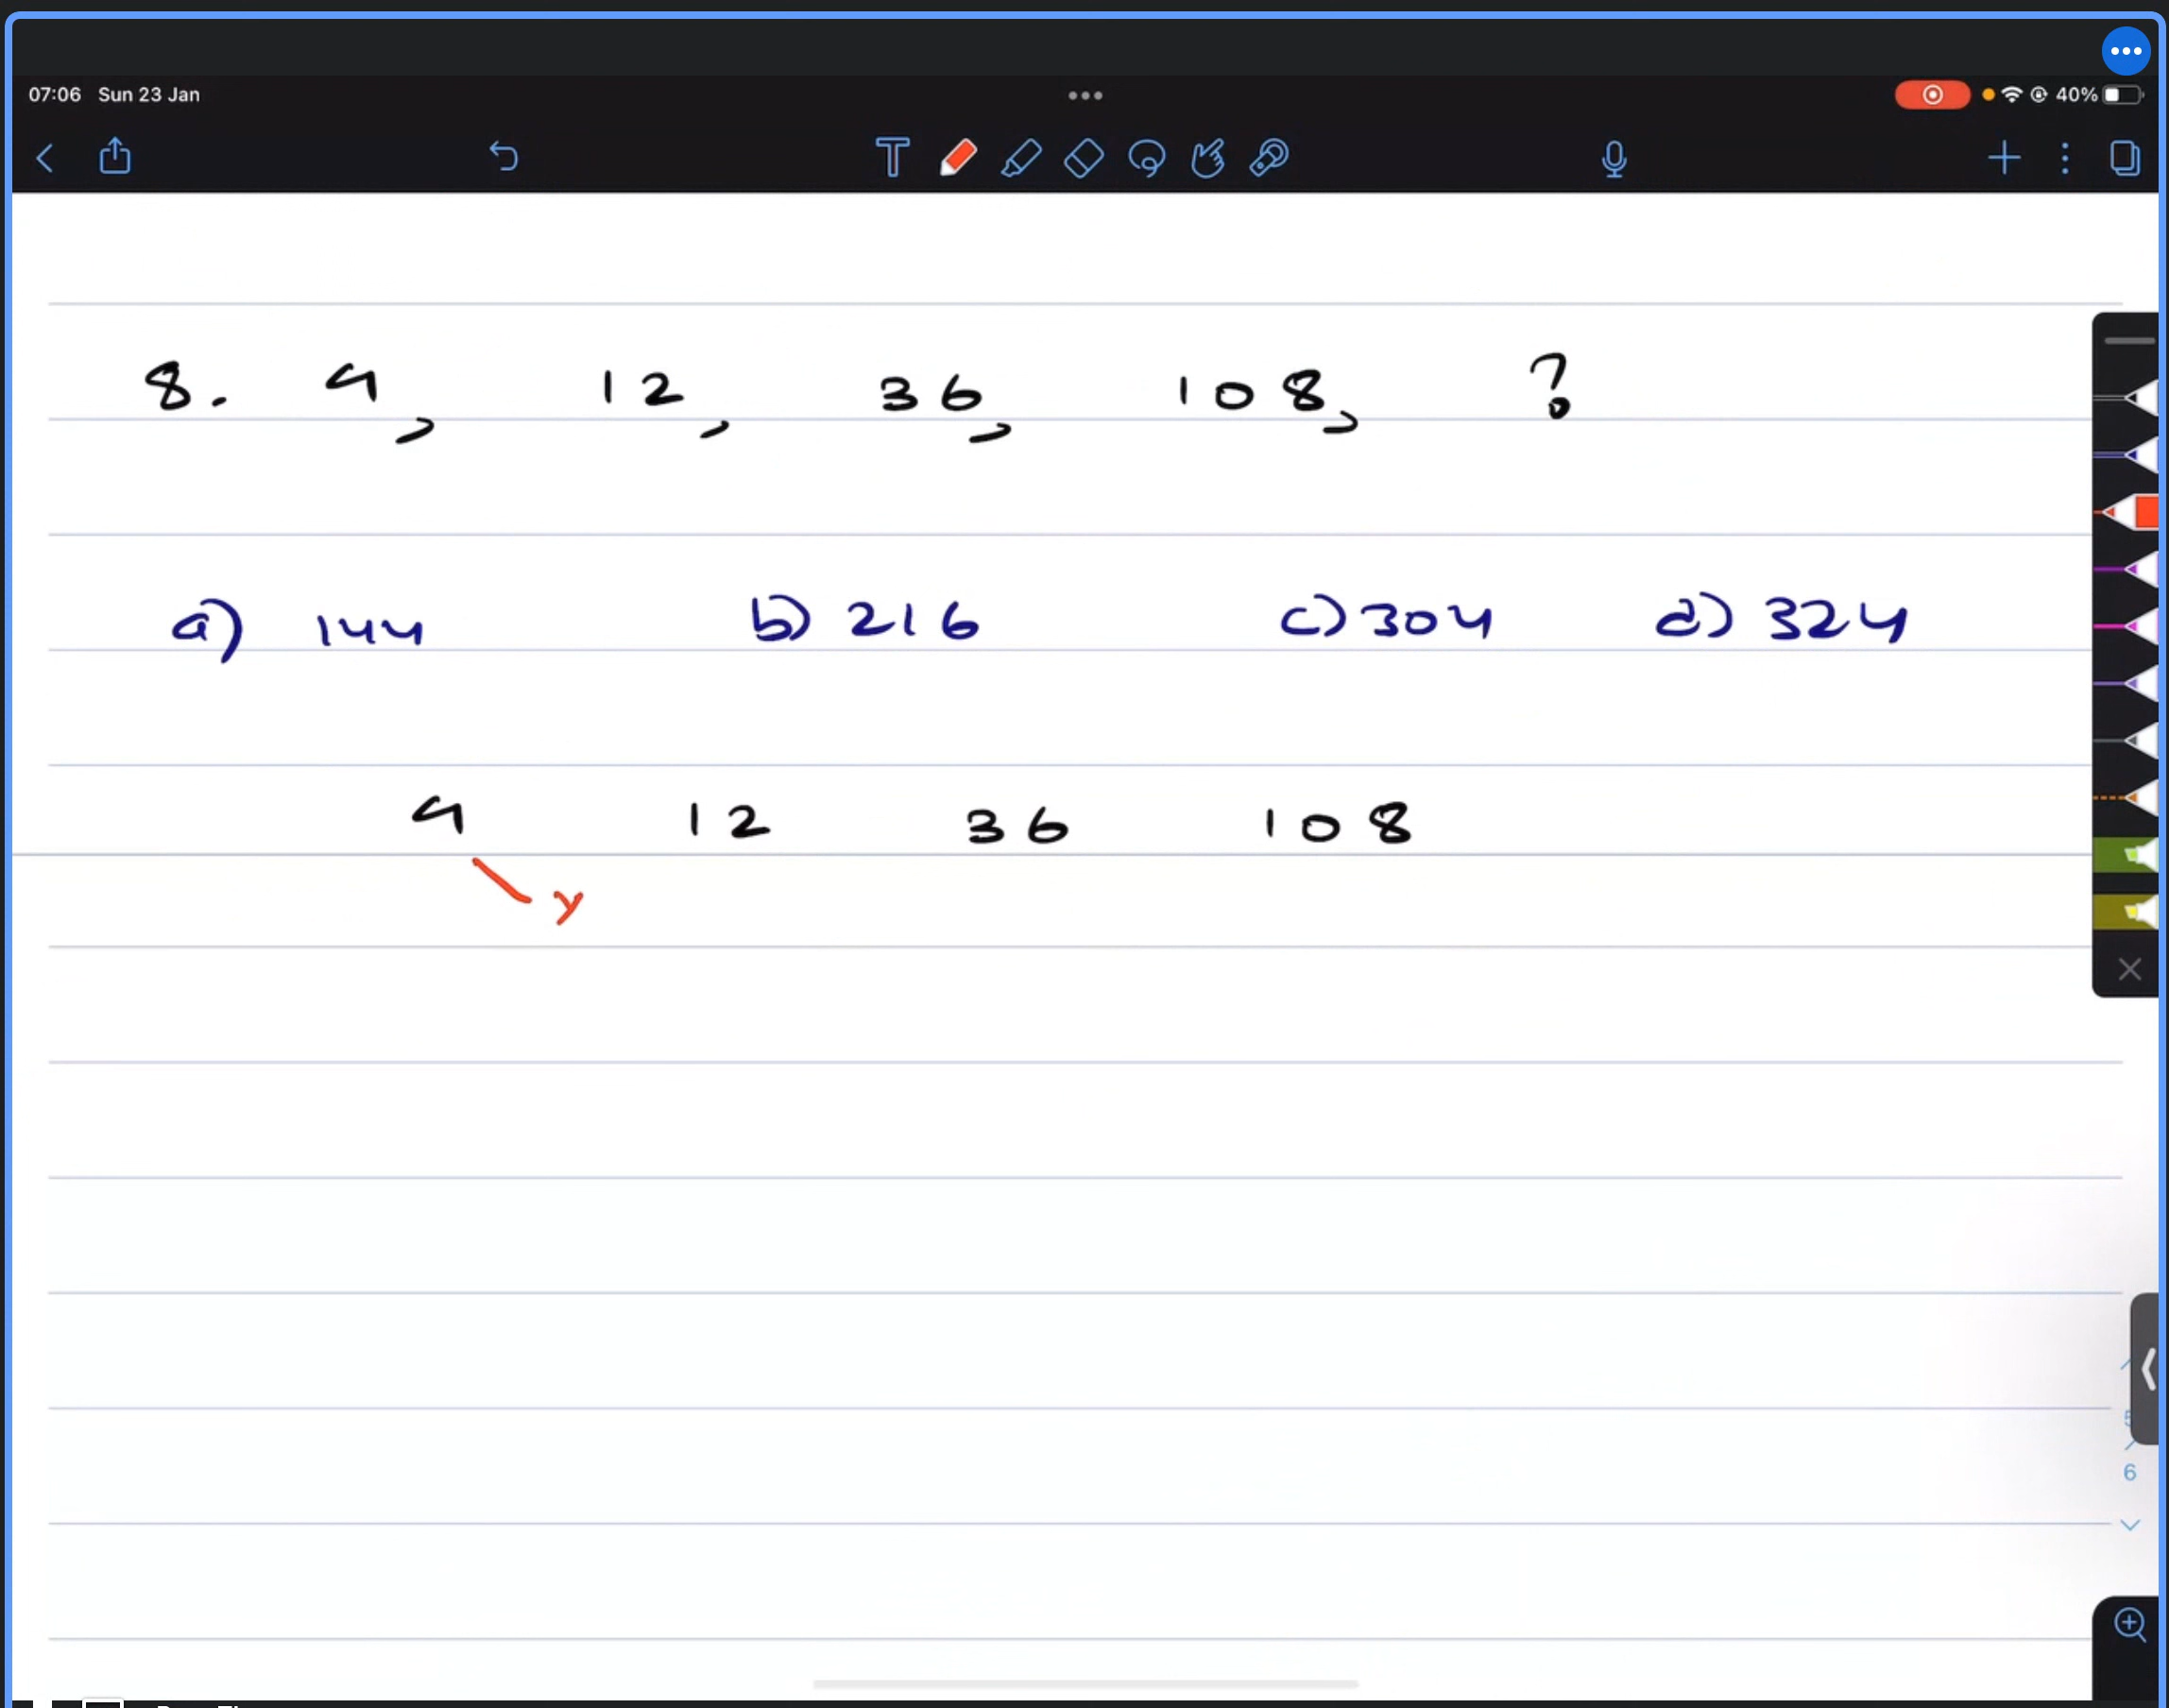 07:06 Sun 23 Jan
40%
8. 4, 12, 36, 108, ?
a) 144 b) 216 c) 304 d) 324
4 12 36 108
x
6